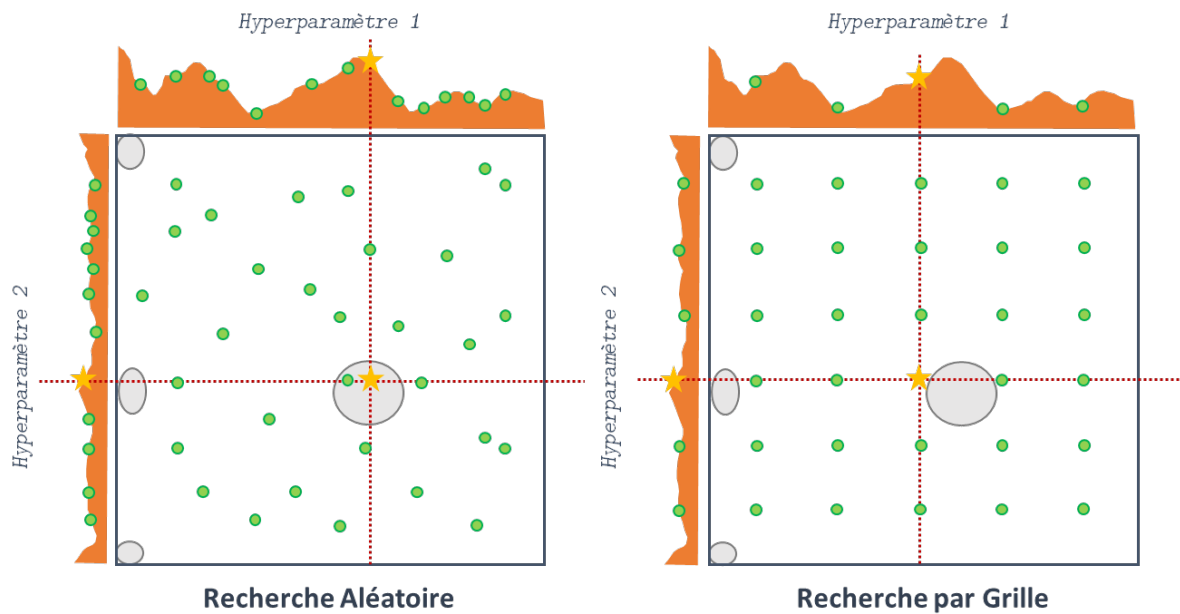 Hyperparamètre 1
Hyperparamètre 1
Hyperparamètre 2
Hyperparamètre 2
Recherche Aléatoire
Recherche par Grille